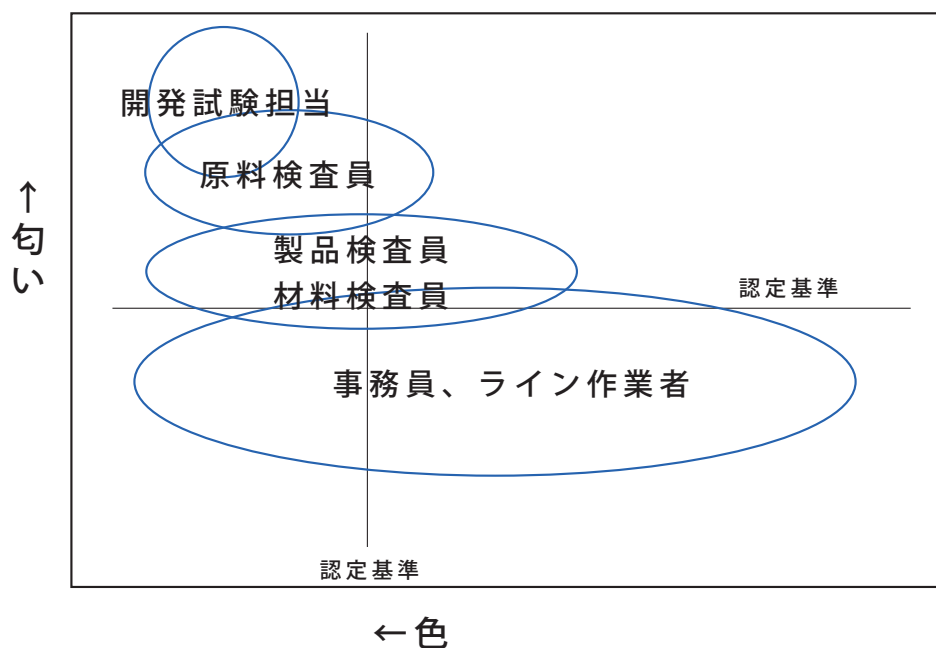 開発試験担当
原料検査員
↑匂い
製品検査員
材料検査員
認定基準
事務員、ライン作業者
認定基準
←色